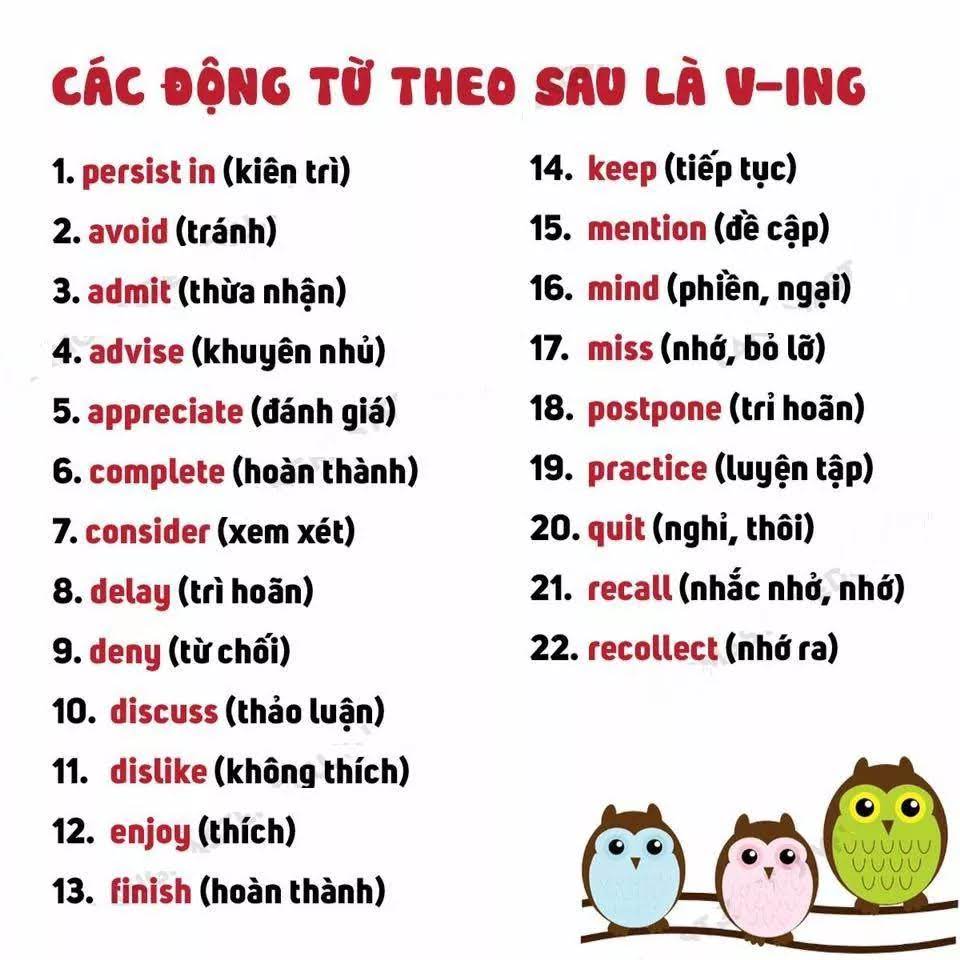 CÁC ĐỘNG TỪ THEO SAU LÀ V-ING
1. persist in (kiên trì)
2. avoid (tránh)
3. admit (thừa nhận)
4. advise (khuyên nhủ)
5. appreciate (đánh giá)
6. complete (hoàn thành)
7. consider (xem xét)
8. delay (trì hoãn)
9. deny (từ chối)
10. discuss (thảo luận)
11. dislike (không thích)
12. enjoy (thích)
13. finish (hoàn thành)
14. keep (tiếp tục)
15. mention (đề cập)
16. mind (phiền, ngại)
17. miss (nhớ, bỏ lỡ)
18. postpone (trỉ hoãn)
19. practice (luyện tập)
20. quit (nghỉ, thôi)
21. recall (nhắc nhở, nhớ)
22. recollect (nhớ ra)